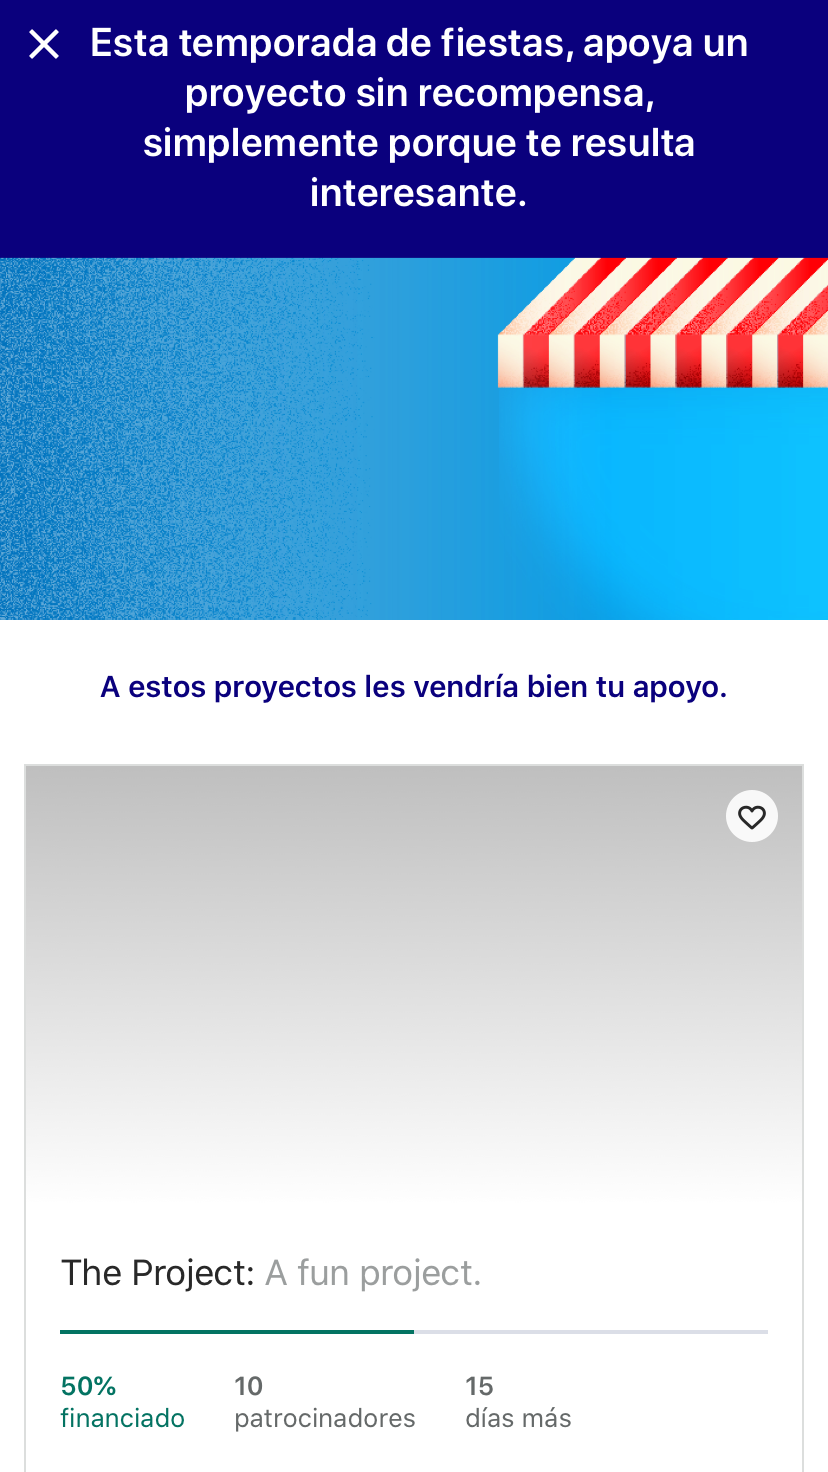 Esta temporada de fiestas, apoya un
proyecto sin recompensa,
simplemente porque te resulta
interesante.
A estos proyectos les vendría bien tu apoyo.
The Project: A fun project.
50% 10 15
financiado patrocinadores días más